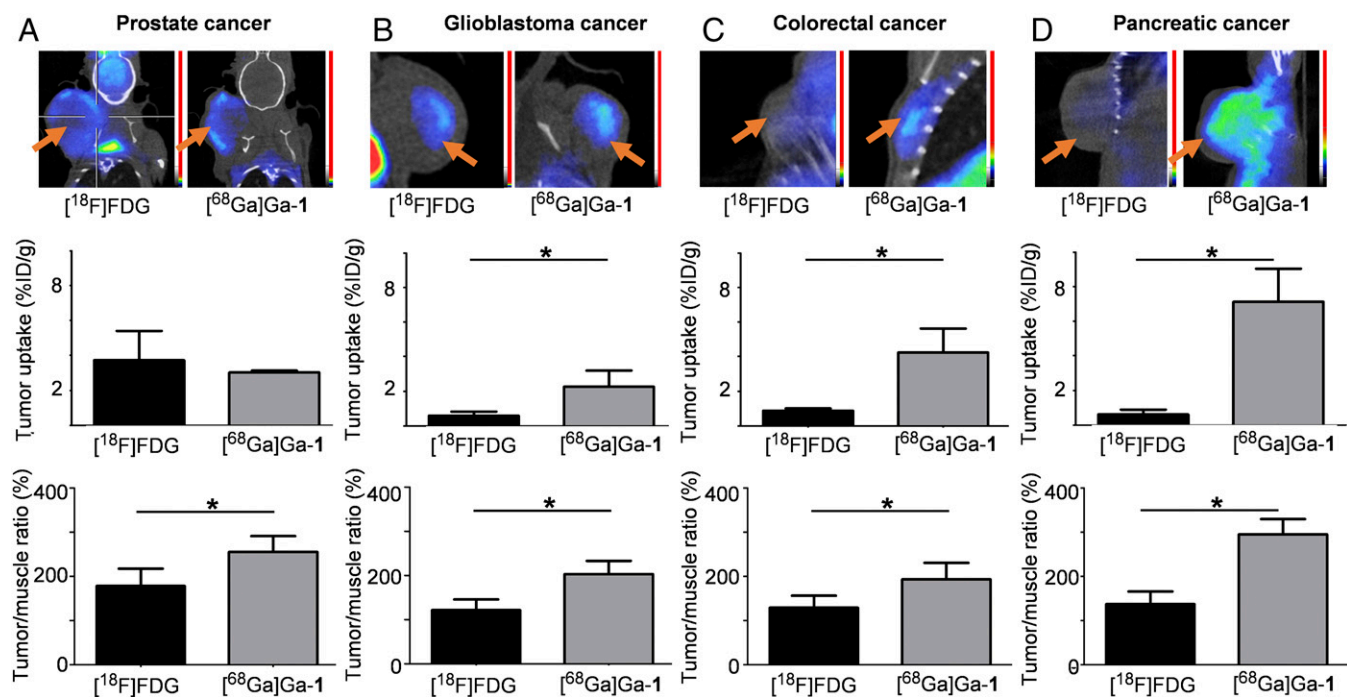 A Prostate cancer
B Glioblastoma cancer
C Colorectal cancer
D Pancreatic cancer
[¹⁸F]FDG [⁶⁸Ga]Ga-1
[¹⁸F]FDG [⁶⁸Ga]Ga-1
[¹⁸F]FDG [⁶⁸Ga]Ga-1
[¹⁸F]FDG [⁶⁸Ga]Ga-1
Tumor uptake (%ID/g)
8
2
[¹⁸F]FDG [⁶⁸Ga]Ga-1
Tumor uptake (%ID/g)
8
2
*
[¹⁸F]FDG [⁶⁸Ga]Ga-1
Tumor uptake (%ID/g)
8
2
*
[¹⁸F]FDG [⁶⁸Ga]Ga-1
Tumor uptake (%ID/g)
8
2
*
[¹⁸F]FDG [⁶⁸Ga]Ga-1
Tumor/muscle ratio (%)
400
200
0
*
[¹⁸F]FDG [⁶⁸Ga]Ga-1
Tumor/muscle ratio (%)
400
200
0
*
[¹⁸F]FDG [⁶⁸Ga]Ga-1
Tumor/muscle ratio (%)
400
200
0
*
[¹⁸F]FDG [⁶⁸Ga]Ga-1
Tumor/muscle ratio (%)
400
200
0
*
[¹⁸F]FDG [⁶⁸Ga]Ga-1